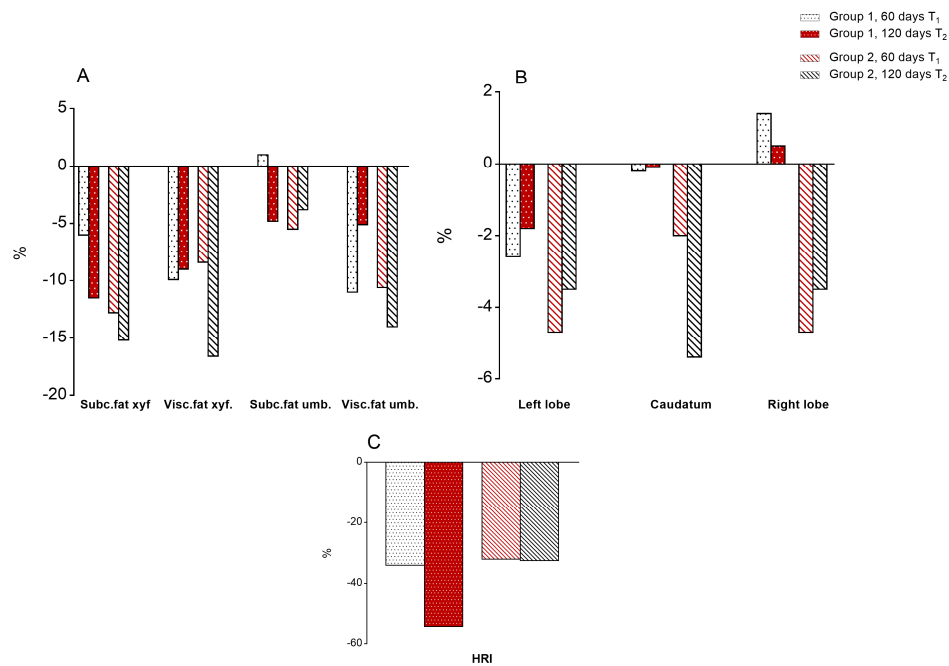 Group 1, 60 days T₁
Group 1, 120 days T₂
Group 2, 60 days T₁
Group 2, 120 days T₂
A
5
0
-5
-10
-15
-20
%
Subc.fat xyf Visc.fat xyf. Subc.fat umb. Visc.fat umb.
B
2
0
-2
-4
-6
%
Left lobe Caudatum Right lobe
C
0
-20
-40
-60
%
HRI